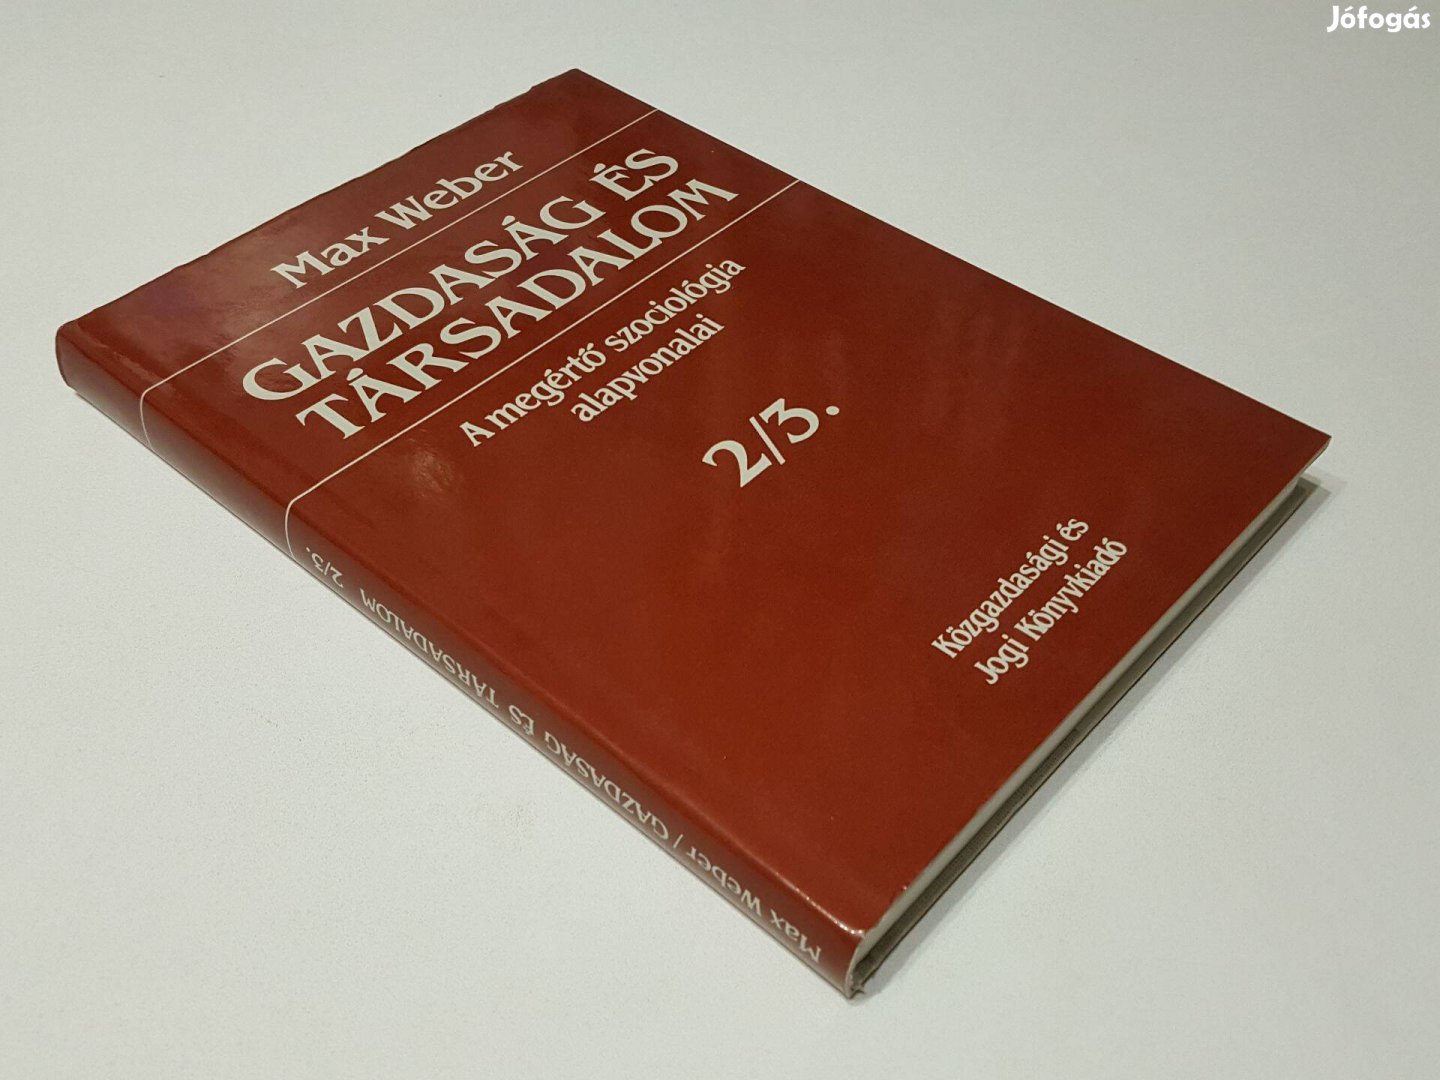 Jófogás
Max Weber
GAZDASÁG ÉS
TÁRSADALOM
A megértő szociológia
alapvonalai
2/3.
Közgazdasági és
Jogi Könyvkiadó
Max Weber / GAZDASÁG ÉS TÁRSADALOM 2/3.